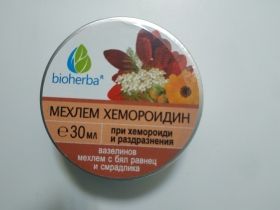 bioherba®
МЕХЛЕМ ХЕМОРОИДИН
℮ 30 МЛ
при хемороиди
и раздразнения
вазелинов
мехлем с бял равнец
и смрадлика